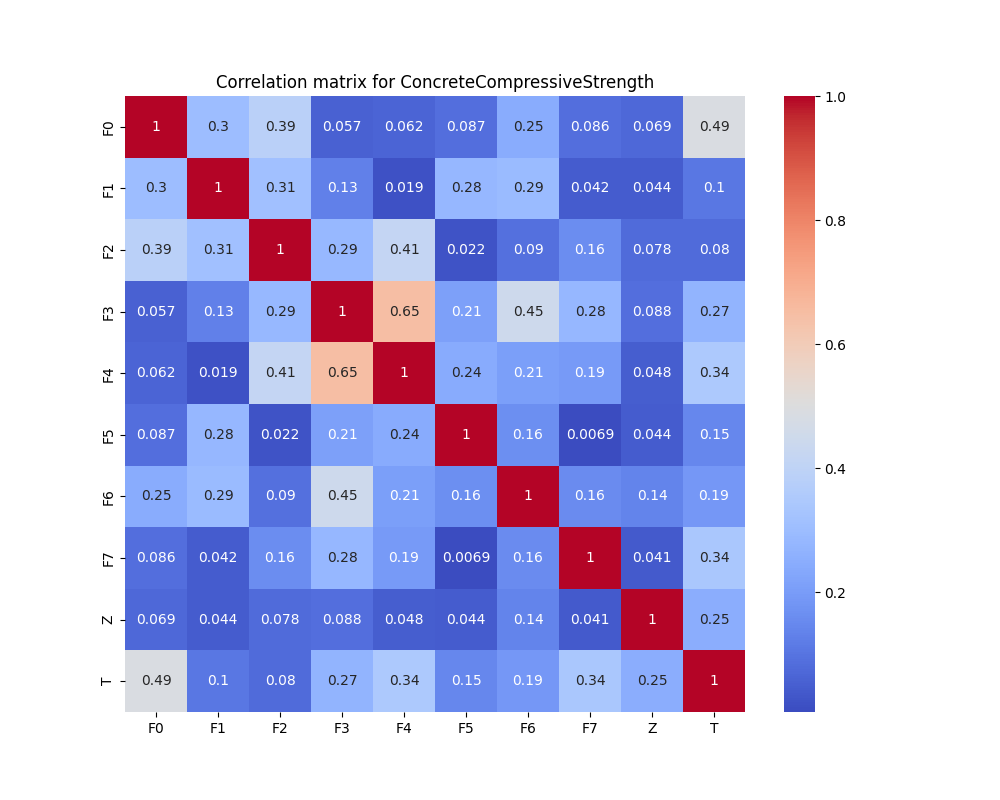 Correlation matrix for ConcreteCompressiveStrength
F0 1 0.3 0.39 0.057 0.062 0.087 0.25 0.086 0.069 0.49
F1 0.3 1 0.31 0.13 0.019 0.28 0.29 0.042 0.044 0.1
F2 0.39 0.31 1 0.29 0.41 0.022 0.09 0.16 0.078 0.08
F3 0.057 0.13 0.29 1 0.65 0.21 0.45 0.28 0.088 0.27
F4 0.062 0.019 0.41 0.65 1 0.24 0.21 0.19 0.048 0.34
F5 0.087 0.28 0.022 0.21 0.24 1 0.16 0.0069 0.044 0.15
F6 0.25 0.29 0.09 0.45 0.21 0.16 1 0.16 0.14 0.19
F7 0.086 0.042 0.16 0.28 0.19 0.0069 0.16 1 0.041 0.34
Z 0.069 0.044 0.078 0.088 0.048 0.044 0.14 0.041 1 0.25
T 0.49 0.1 0.08 0.27 0.34 0.15 0.19 0.34 0.25 1
F0 F1 F2 F3 F4 F5 F6 F7 Z T
1.0
0.8
0.6
0.4
0.2